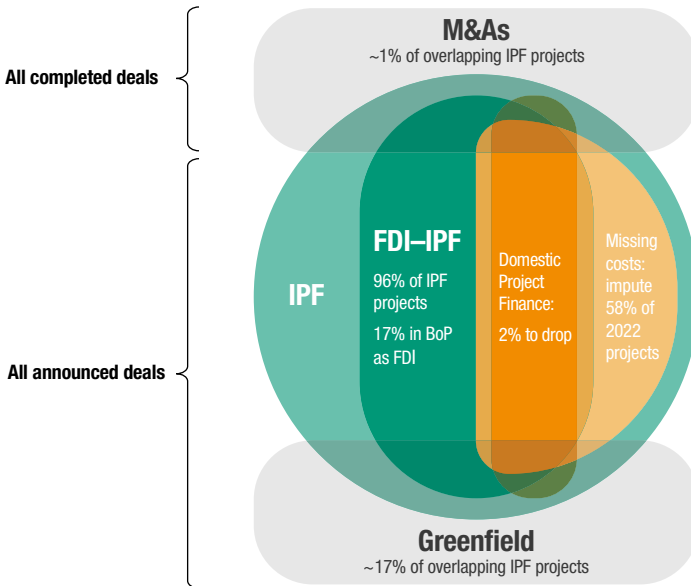 M&As
~1% of overlapping IPF projects
All completed deals
IPF
FDI–IPF
96% of IPF
projects
17% in BoP
as FDI
Domestic
Project
Finance:
2% to drop
Missing
costs:
impute
58% of
2022
projects
All announced deals
Greenfield
~17% of overlapping IPF projects